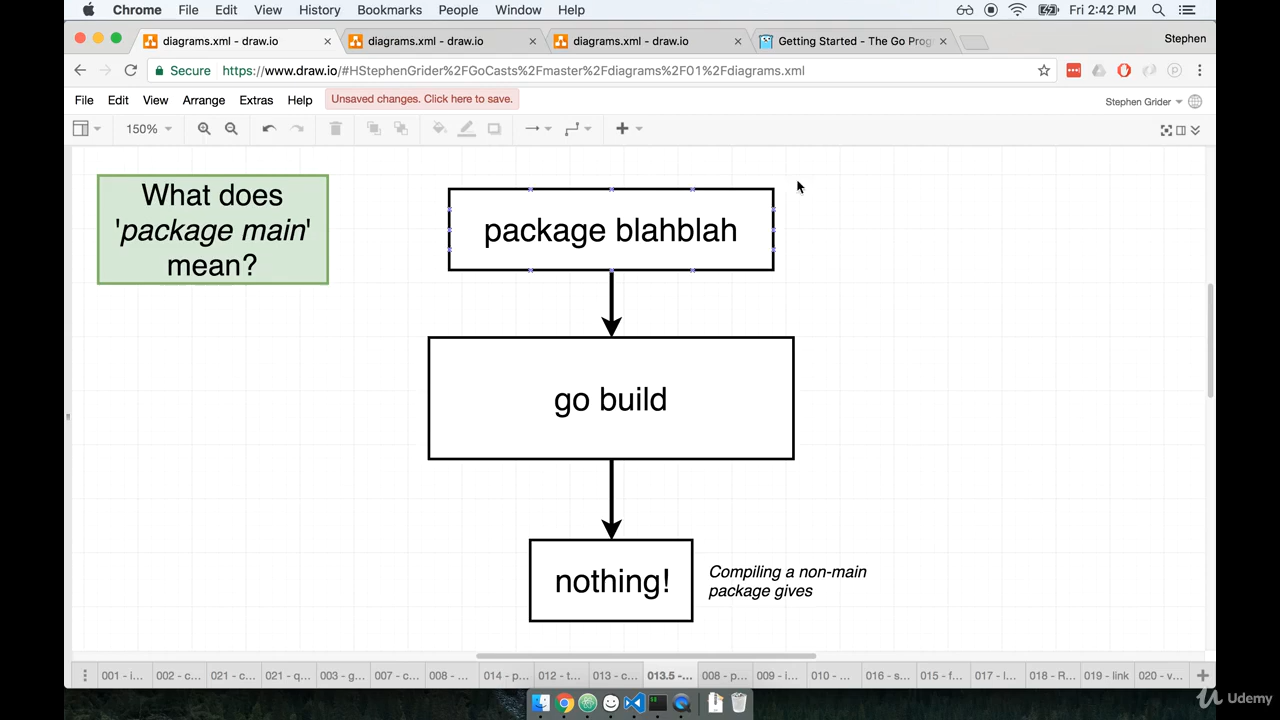 Chrome File Edit View History Bookmarks People Window Help Fri 2:42 PM
diagrams.xml - draw.io diagrams.xml - draw.io diagrams.xml - draw.io Getting Started - The Go Prog Stephen
Secure https://www.draw.io/#HStephenGrider%2FGoCasts%2Fmaster%2Fdiagrams%2F01%2Fdiagrams.xml
File Edit View Arrange Extras Help Unsaved changes. Click here to save. Stephen Grider
150%
What does
'package main'
mean?
package blahblah
go build
nothing!
Compiling a non-main
package gives
001 - i... 002 - c... 021 - c... 021 - q... 003 - g... 007 - c... 008 - ... 014 - p... 012 - t... 013 - c... 013.5 -... 008 - p... 009 - i... 010 - ... 016 - s... 015 - f... 017 - l... 018 - R... 019 - link 020 - v...
Udemy